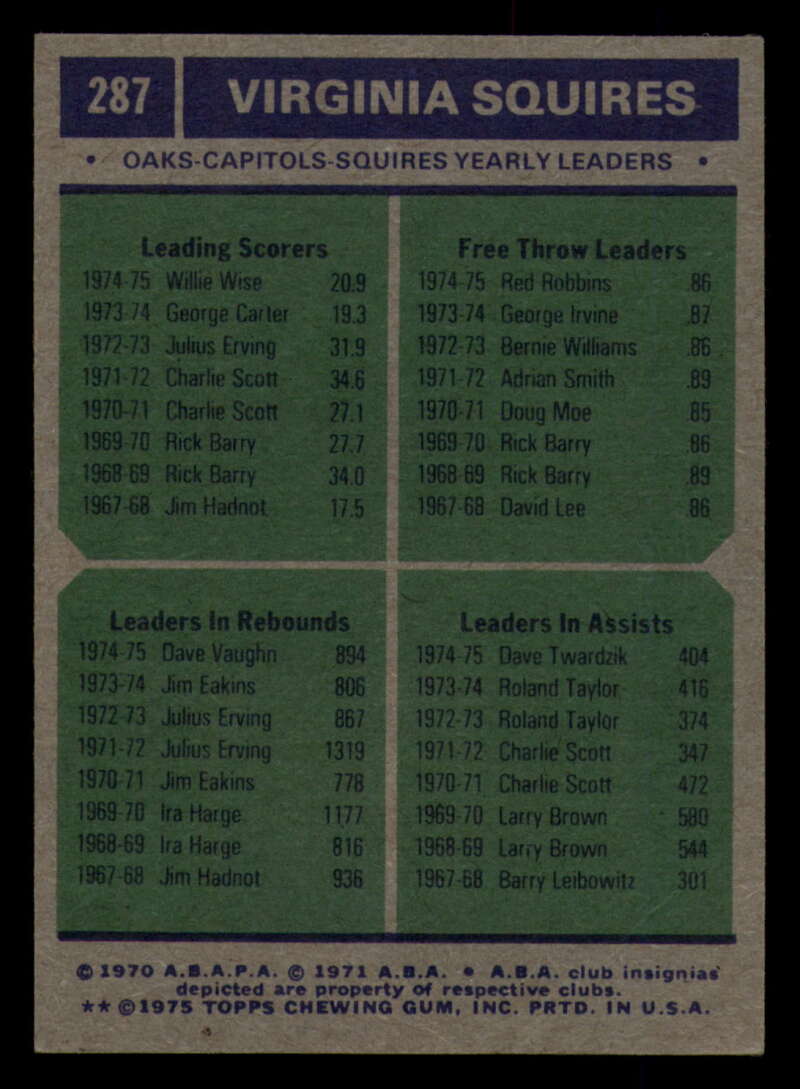 287 VIRGINIA SQUIRES
• OAKS-CAPITOLS-SQUIRES YEARLY LEADERS •
Leading Scorers
1974-75 Willie Wise 20.9
1973-74 George Carter 19.3
1972-73 Julius Erving 31.9
1971-72 Charlie Scott 34.6
1970-71 Charlie Scott 27.1
1969-70 Rick Barry 27.7
1968-69 Rick Barry 34.0
1967-68 Jim Hadnot 17.5
Free Throw Leaders
1974-75 Red Robbins .86
1973-74 George Irvine .87
1972-73 Bernie Williams .86
1971-72 Adrian Smith .89
1970-71 Doug Moe .85
1969-70 Rick Barry .86
1968-69 Rick Barry .89
1967-68 David Lee .86
Leaders In Rebounds
1974-75 Dave Vaughn 894
1973-74 Jim Eakins 806
1972-73 Julius Erving 867
1971-72 Julius Erving 1319
1970-71 Jim Eakins 778
1969-70 Ira Harge 1177
1968-69 Ira Harge 816
1967-68 Jim Hadnot 936
Leaders In Assists
1974-75 Dave Twardzik 404
1973-74 Roland Taylor 416
1972-73 Roland Taylor 374
1971-72 Charlie Scott 347
1970-71 Charlie Scott 472
1969-70 Larry Brown 580
1968-69 Larry Brown 544
1967-68 Barry Leibowitz 301
© 1970 A.B.A.P.A. © 1971 A.B.A. • A.B.A. club insignias
depicted are property of respective clubs.
★★ © 1975 TOPPS CHEWING GUM, INC. PRTD. IN U.S.A.